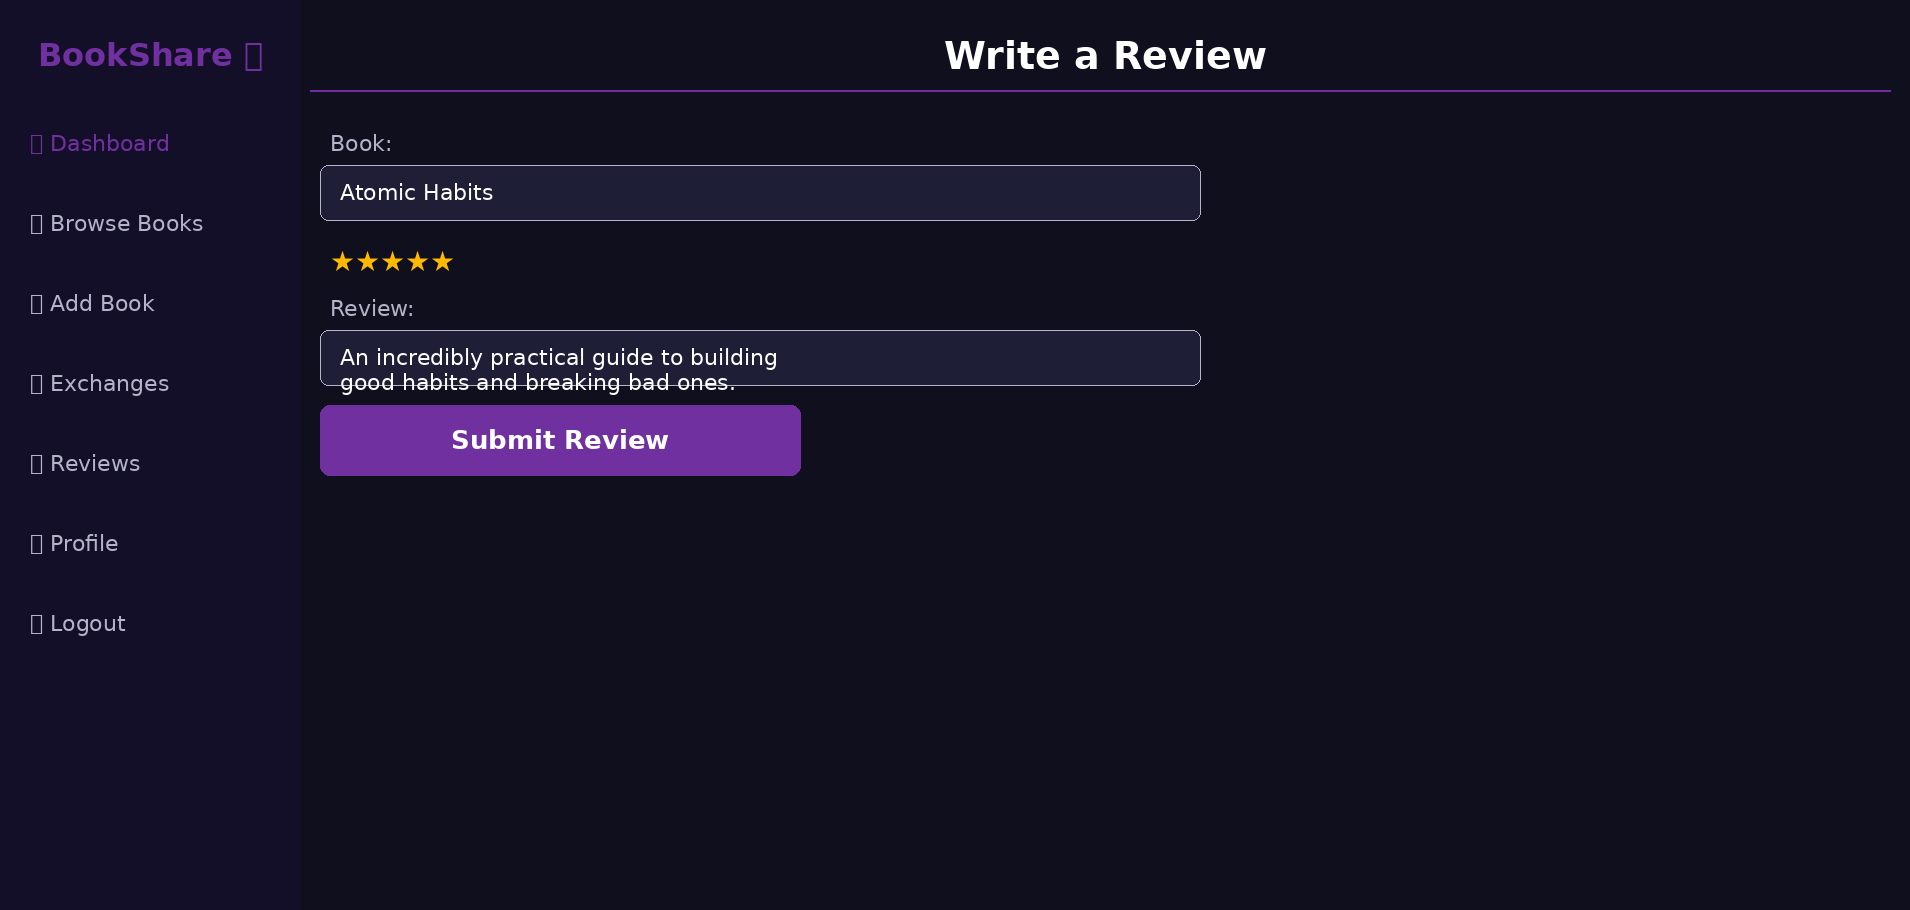 BookShare
Dashboard
Browse Books
Add Book
Exchanges
Reviews
Profile
Logout
Write a Review
Book:
Atomic Habits
★★★★★
Review:
An incredibly practical guide to building
good habits and breaking bad ones.
Submit Review